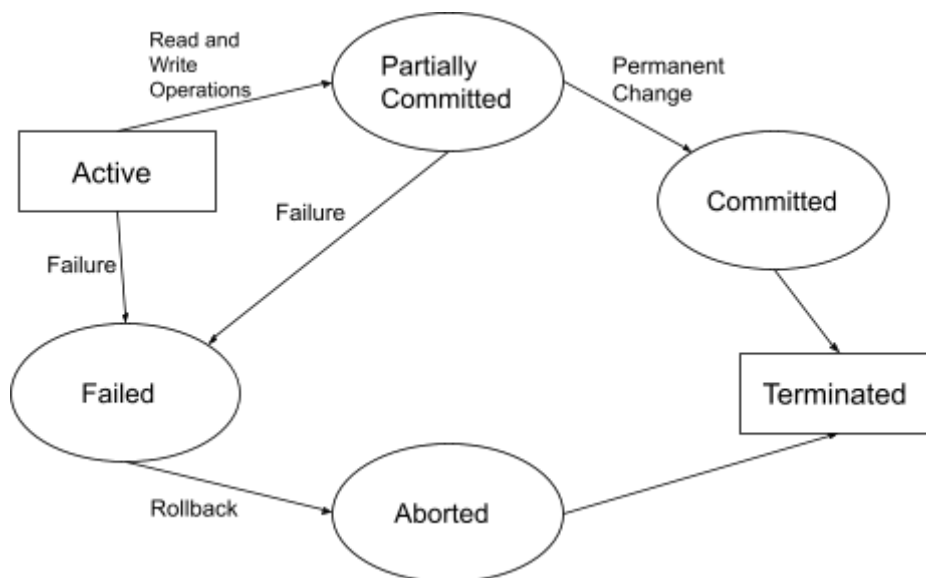 Read and
Write
Operations
Partially
Committed
Permanent
Change
Active
Committed
Failure
Failure
Failed
Terminated
Rollback
Aborted